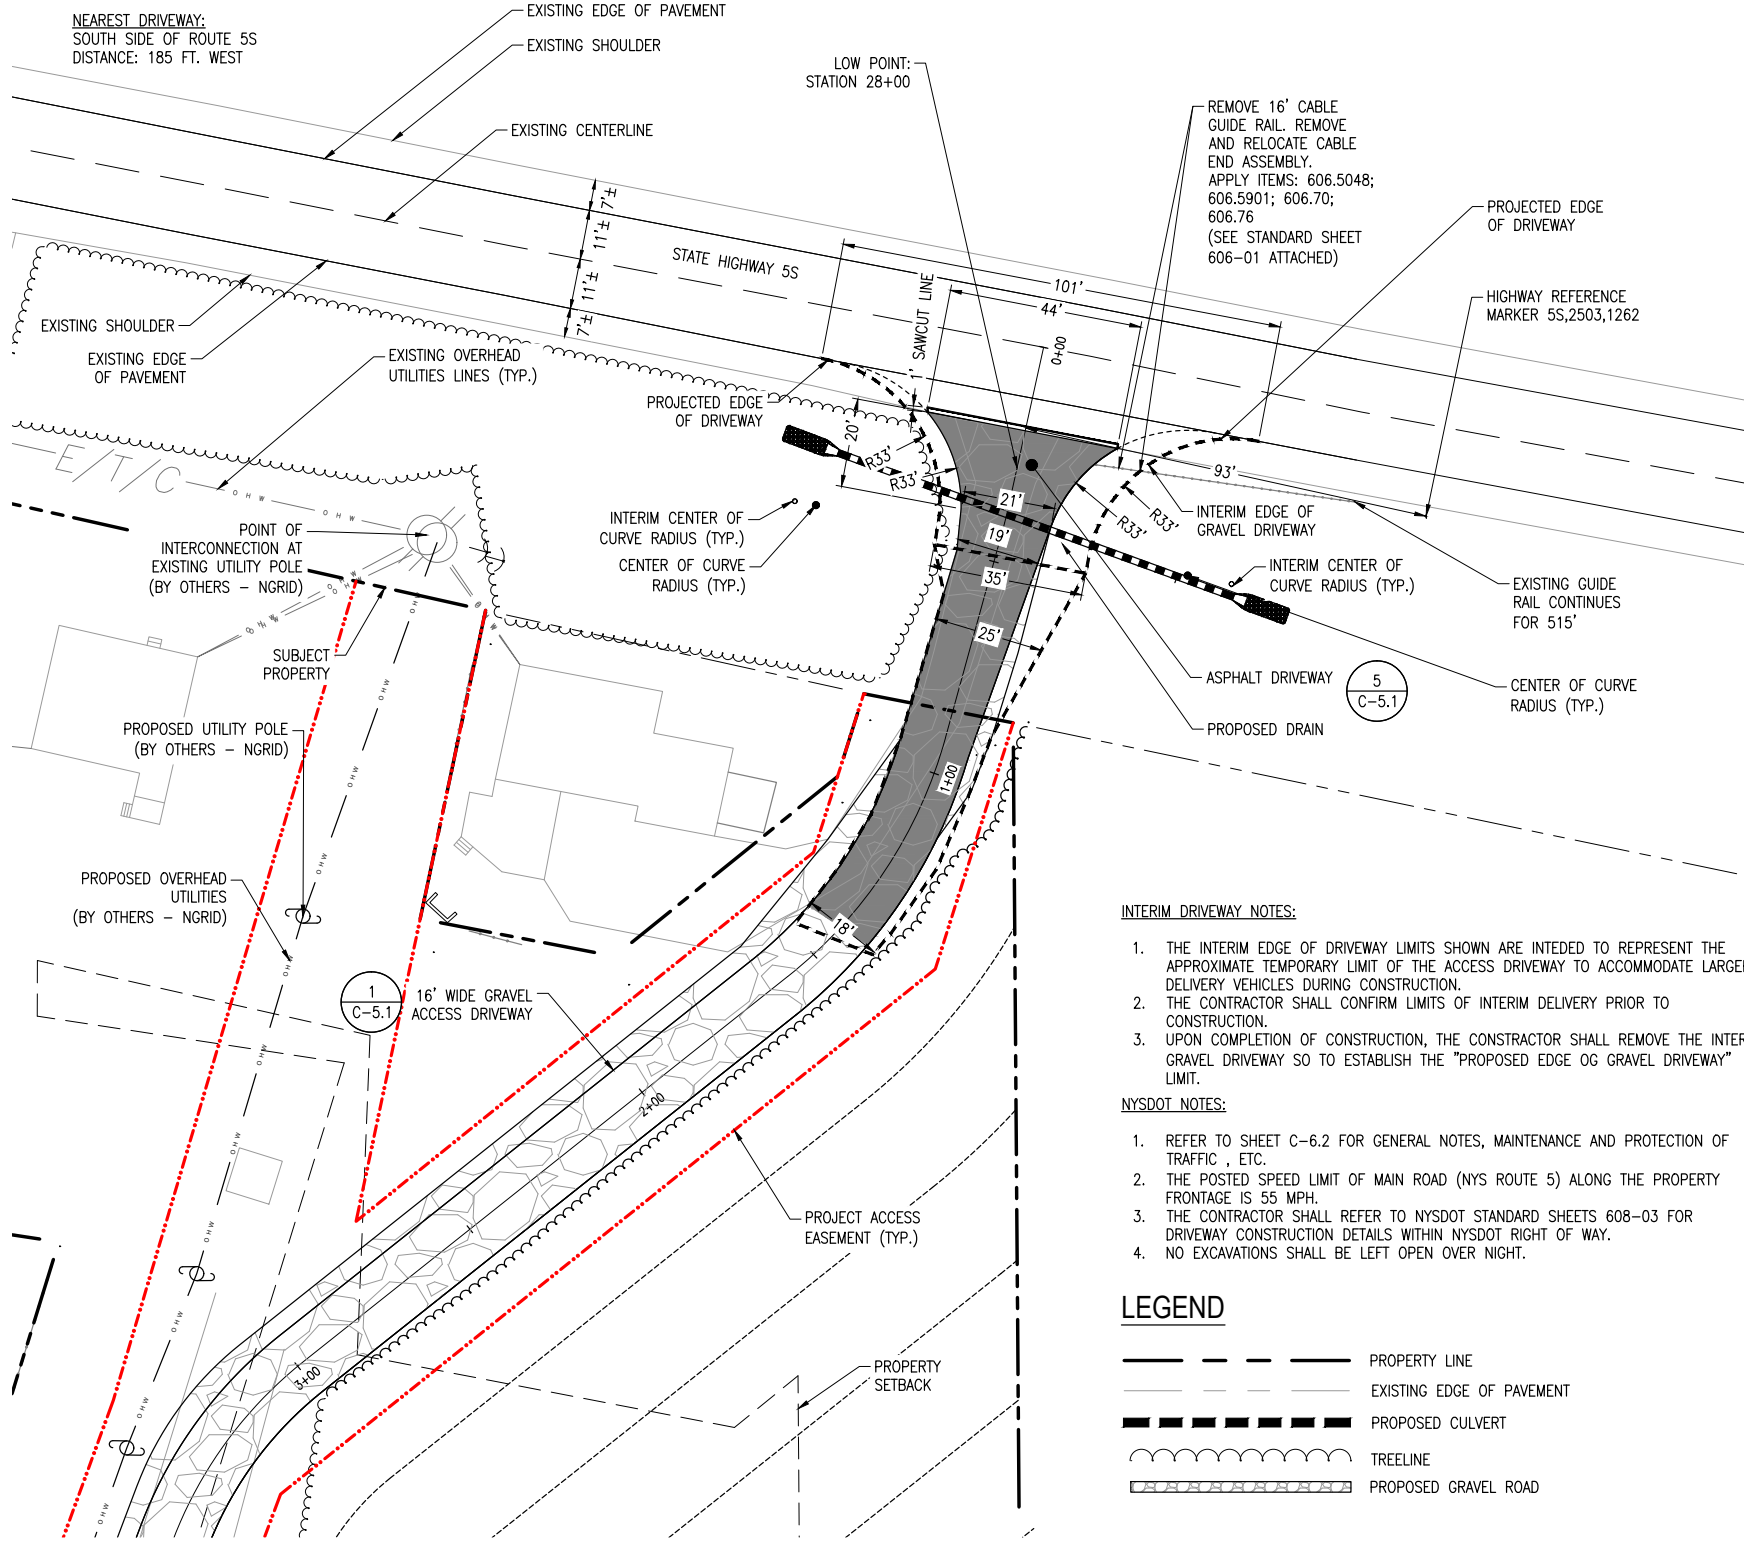 NEAREST DRIVEWAY:
SOUTH SIDE OF ROUTE 5S
DISTANCE: 185 FT. WEST
EXISTING EDGE OF PAVEMENT
EXISTING SHOULDER
EXISTING CENTERLINE
LOW POINT:
STATION 28+00
REMOVE 16' CABLE
GUIDE RAIL. REMOVE
AND RELOCATE CABLE
END ASSEMBLY.
APPLY ITEMS: 606.5048;
606.5901; 606.70;
606.76
(SEE STANDARD SHEET
606-01 ATTACHED)
PROJECTED EDGE
OF DRIVEWAY
HIGHWAY REFERENCE
MARKER 5S,2503,1262
7'±
11'±
11'±
7'±
STATE HIGHWAY 5S
101'
44'
1' SAWCUT LINE
0+00
EXISTING SHOULDER
EXISTING EDGE
OF PAVEMENT
EXISTING OVERHEAD
UTILITIES LINES (TYP.)
PROJECTED EDGE
OF DRIVEWAY
20'
R33'
R33'
93'
R33'
R33'
21'
19'
35'
25'
E/T/C
OHW
OHW
POINT OF
INTERCONNECTION AT
EXISTING UTILITY POLE
(BY OTHERS - NGRID)
INTERIM CENTER OF
CURVE RADIUS (TYP.)
CENTER OF CURVE
RADIUS (TYP.)
INTERIM EDGE OF
GRAVEL DRIVEWAY
INTERIM CENTER OF
CURVE RADIUS (TYP.)
EXISTING GUIDE
RAIL CONTINUES
FOR 515'
SUBJECT
PROPERTY
ASPHALT DRIVEWAY
5
C-5.1
CENTER OF CURVE
RADIUS (TYP.)
PROPOSED DRAIN
PROPOSED UTILITY POLE
(BY OTHERS - NGRID)
OHW
OHW
OHW
1+00
18'
PROPOSED OVERHEAD
UTILITIES
(BY OTHERS - NGRID)
OHW
OHW
1
C-5.1
16' WIDE GRAVEL
ACCESS DRIVEWAY
OHW
OHW
2+00
OHW
OHW
OHW
OHW
3+00
PROJECT ACCESS
EASEMENT (TYP.)
PROPERTY
SETBACK
INTERIM DRIVEWAY NOTES:
1. THE INTERIM EDGE OF DRIVEWAY LIMITS SHOWN ARE INTEDED TO REPRESENT THE
APPROXIMATE TEMPORARY LIMIT OF THE ACCESS DRIVEWAY TO ACCOMMODATE LARGE
DELIVERY VEHICLES DURING CONSTRUCTION.
2. THE CONTRACTOR SHALL CONFIRM LIMITS OF INTERIM DELIVERY PRIOR TO
CONSTRUCTION.
3. UPON COMPLETION OF CONSTRUCTION, THE CONSTRACTOR SHALL REMOVE THE INTER
GRAVEL DRIVEWAY SO TO ESTABLISH THE "PROPOSED EDGE OG GRAVEL DRIVEWAY"
LIMIT.
NYSDOT NOTES:
1. REFER TO SHEET C-6.2 FOR GENERAL NOTES, MAINTENANCE AND PROTECTION OF
TRAFFIC , ETC.
2. THE POSTED SPEED LIMIT OF MAIN ROAD (NYS ROUTE 5) ALONG THE PROPERTY
FRONTAGE IS 55 MPH.
3. THE CONTRACTOR SHALL REFER TO NYSDOT STANDARD SHEETS 608-03 FOR
DRIVEWAY CONSTRUCTION DETAILS WITHIN NYSDOT RIGHT OF WAY.
4. NO EXCAVATIONS SHALL BE LEFT OPEN OVER NIGHT.
LEGEND
PROPERTY LINE
EXISTING EDGE OF PAVEMENT
PROPOSED CULVERT
TREELINE
PROPOSED GRAVEL ROAD